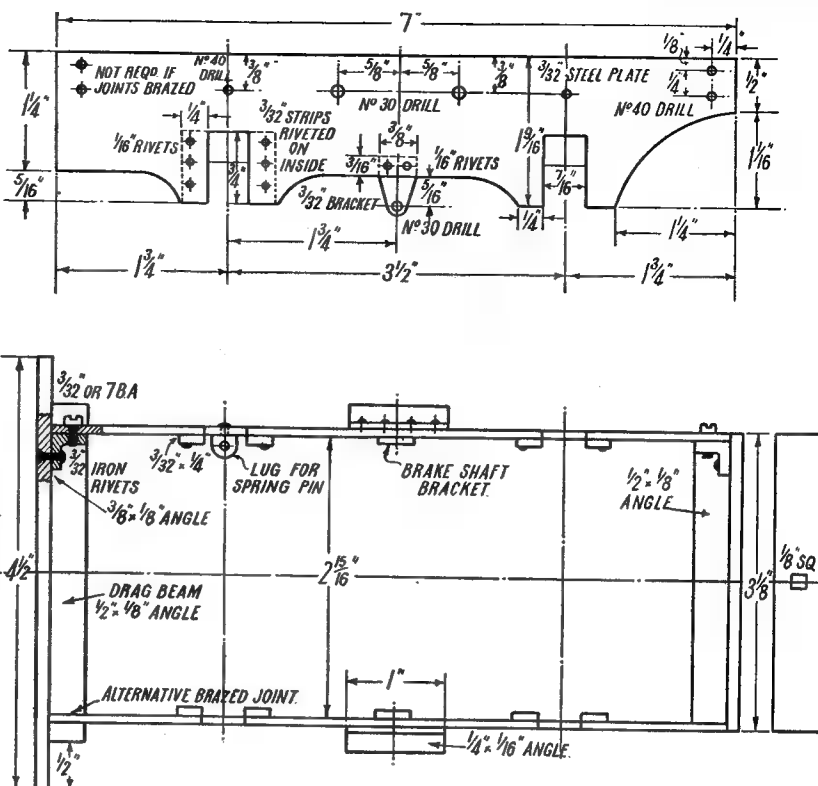 7"
NOT REQD. IF
JOINTS BRAZED
Nº 40
DRILL
3/8"
5/8"
5/8"
3/8"
3/32" STEEL PLATE
1/8"
1/4"
1/4"
1/2"
Nº 30 DRILL
Nº 40 DRILL
1 1/4"
1/4"
3/32" STRIPS
RIVETED
ON
INSIDE
3/8"
1 9/16"
1/16" RIVETS
3/4"
3/16"
1/16" RIVETS
7/16"
1 1/16"
5/16"
3/32" BRACKET
5/16"
Nº 30 DRILL
1/4"
1 1/4"
1 3/4"
1 3/4"
3 1/2"
1 3/4"
3/32" OR 7 B.A
3/32" IRON
RIVETS
3/8" × 1/8" ANGLE
3/32" × 1/4"
LUG FOR
SPRING PIN
BRAKE SHAFT
BRACKET.
1/2" × 1/8"
ANGLE
4 1/2"
DRAG BEAM
1/2" × 1/8" ANGLE
2 15/16"
3 1/8"
1/8" SQ
ALTERNATIVE BRAZED JOINT.
1"
1/4" × 1/16" ANGLE.
1/2"